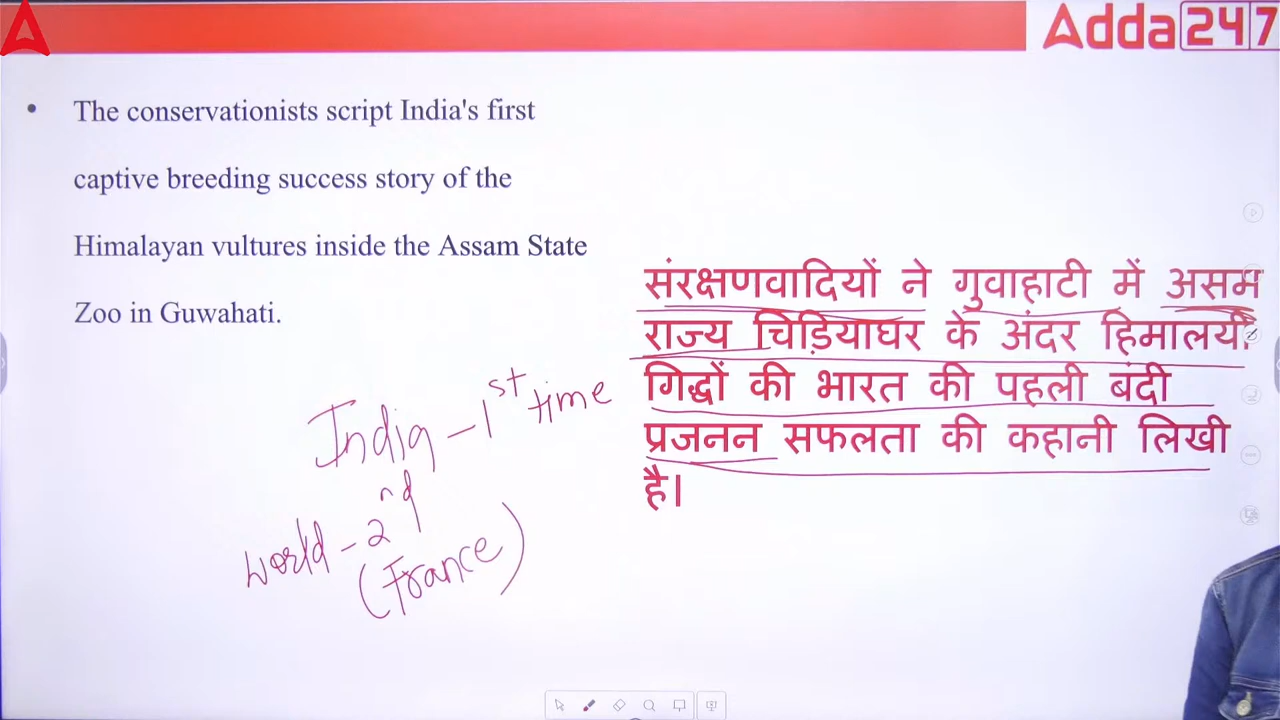 Adda247
• The conservationists script India's first
captive breeding success story of the
Himalayan vultures inside the Assam State
Zoo in Guwahati.
संरक्षणवादियों ने गुवाहाटी में असम
राज्य चिड़ियाघर के अंदर हिमालयी
गिद्धों की भारत की पहली बंदी
प्रजनन सफलता की कहानी लिखी
है।
India - 1st time
world - 2nd
(France)